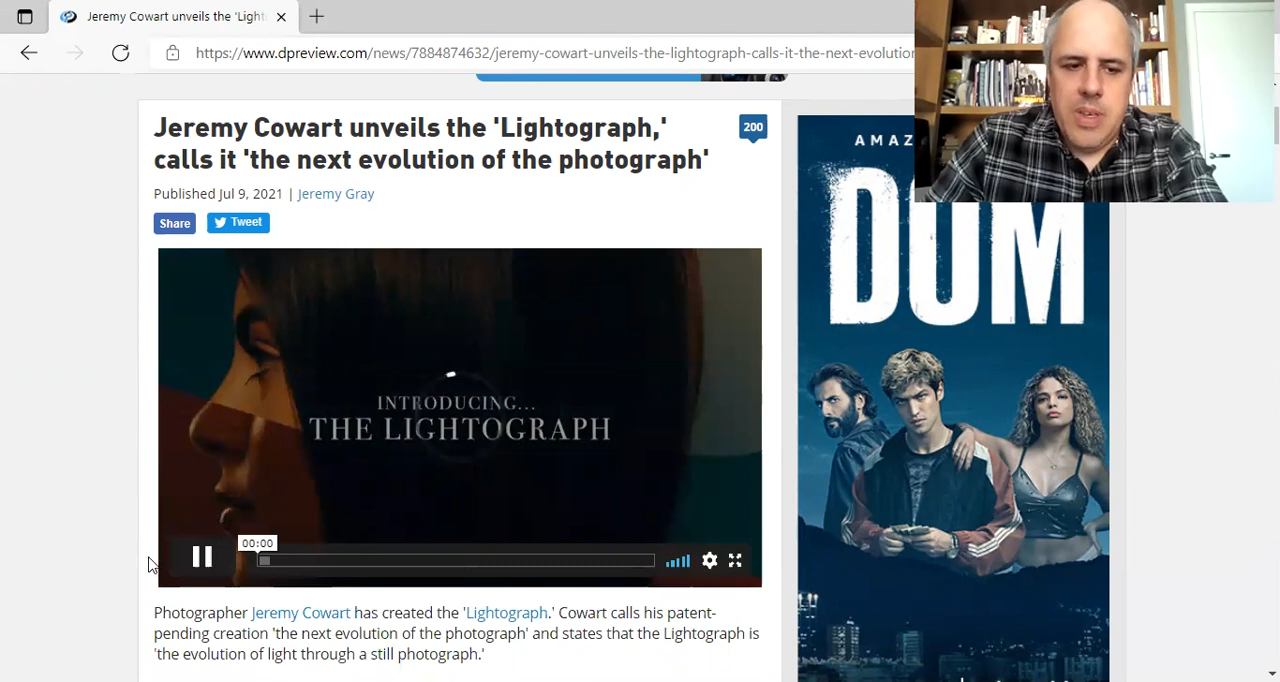 Jeremy Cowart unveils the 'Light
https://www.dpreview.com/news/7884874632/jeremy-cowart-unveils-the-lightograph-calls-it-the-next-evolution
Jeremy Cowart unveils the 'Lightograph,'
calls it 'the next evolution of the photograph'
200
Published Jul 9, 2021 | Jeremy Gray
Share
Tweet
INTRODUCING...
THE LIGHTOGRAPH
00:00
Photographer Jeremy Cowart has created the 'Lightograph.' Cowart calls his patent-
pending creation 'the next evolution of the photograph' and states that the Lightograph is
'the evolution of light through a still photograph.'
AMAZ
DOM